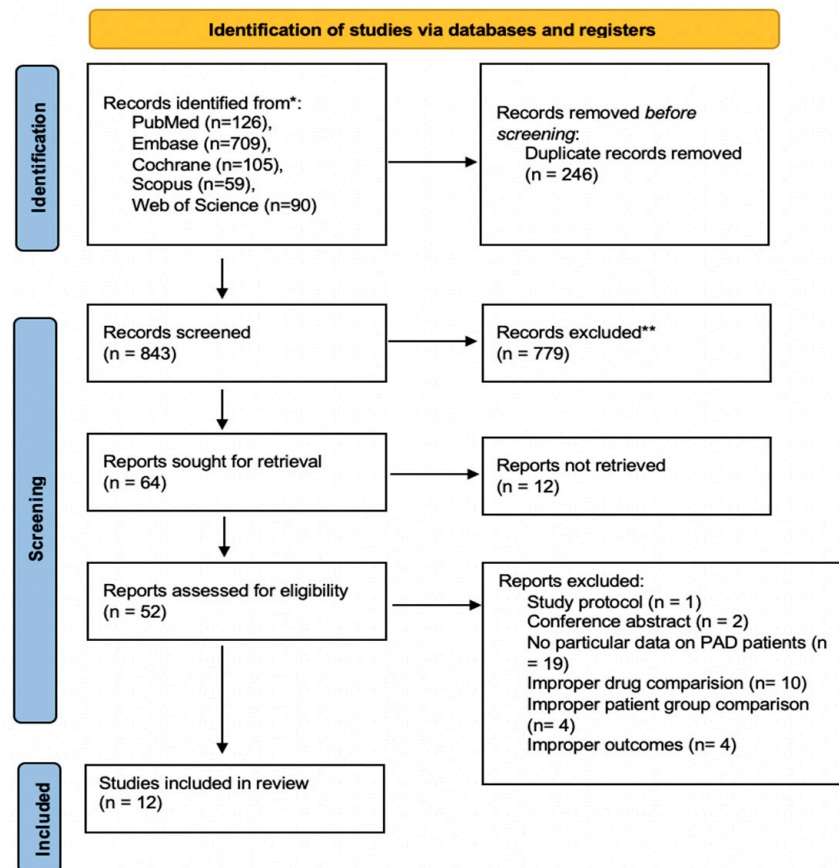 Identification of studies via databases and registers
Identification
Records identified from*:
PubMed (n=126),
Embase (n=709),
Cochrane (n=105),
Scopus (n=59),
Web of Science (n=90)
Records removed before
screening:
Duplicate records removed
(n = 246)
Screening
Records screened
(n = 843)
Records excluded**
(n = 779)
Reports sought for retrieval
(n = 64)
Reports not retrieved
(n = 12)
Reports assessed for eligibility
(n = 52)
Reports excluded:
Study protocol (n = 1)
Conference abstract (n = 2)
No particular data on PAD patients (n
= 19)
Improper drug comparision (n= 10)
Improper patient group comparison
(n= 4)
Improper outcomes (n= 4)
Included
Studies included in review
(n = 12)